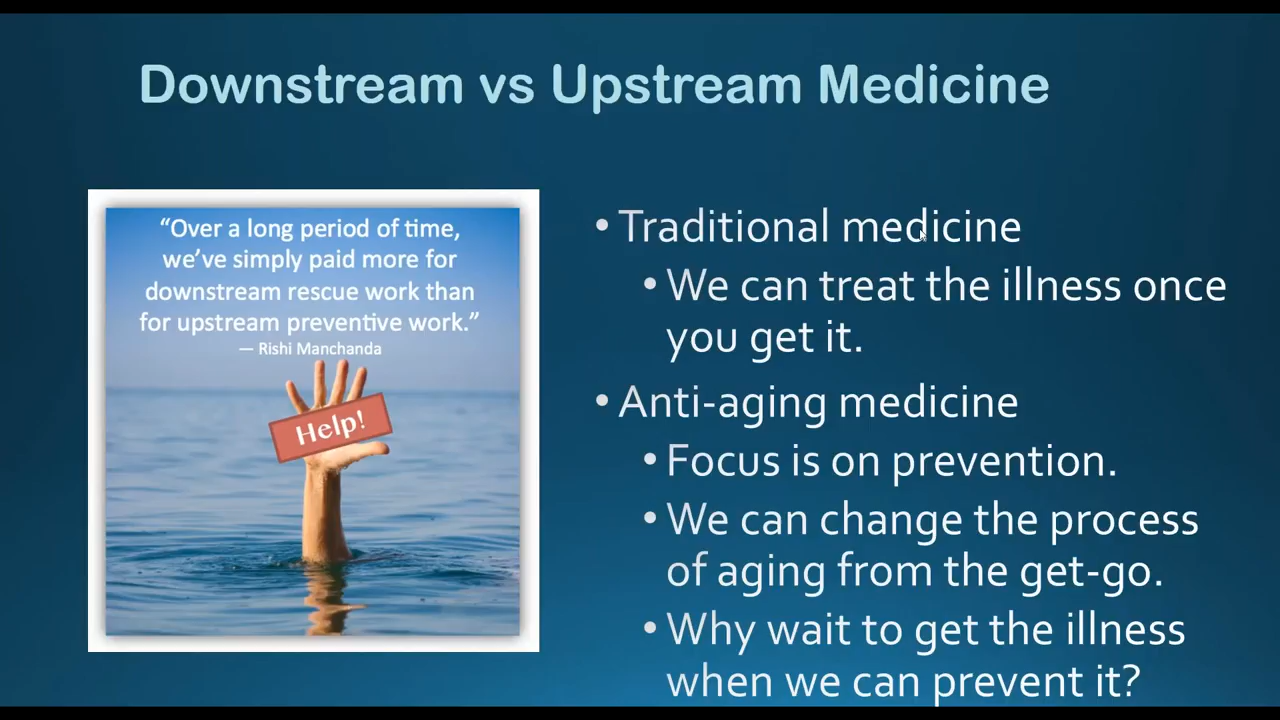 Downstream vs Upstream Medicine
“Over a long period of time,
we’ve simply paid more for
downstream rescue work than
for upstream preventive work.”
— Rishi Manchanda
Help!
• Traditional medicine
• We can treat the illness once
you get it.
• Anti-aging medicine
• Focus is on prevention.
• We can change the process
of aging from the get-go.
• Why wait to get the illness
when we can prevent it?